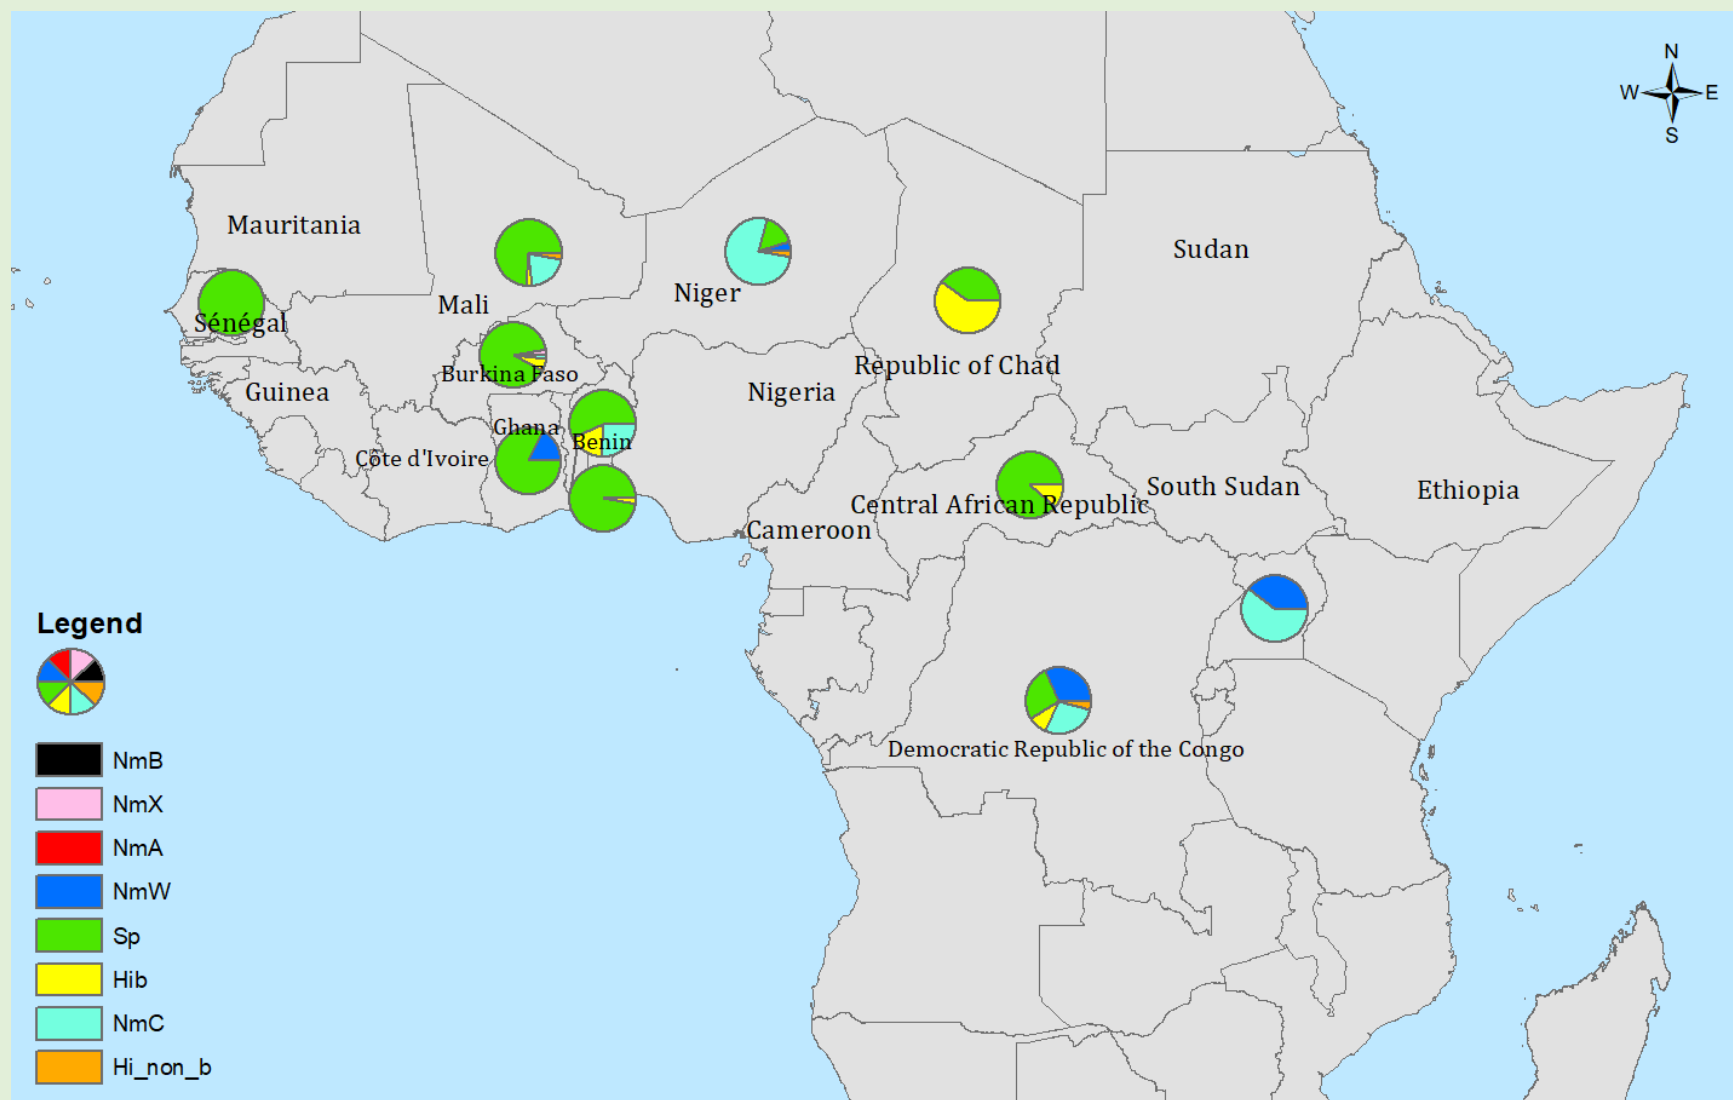 N
W E
S
Mauritania
Sudan
Niger
Mali
Sénégal
Republic of Chad
Burkina Faso
Guinea
Nigeria
Ghana
Benin
Côte d'Ivoire
South Sudan
Ethiopia
Central African Republic
Cameroon
Democratic Republic of the Congo
Legend
NmB
NmX
NmA
NmW
Sp
Hib
NmC
Hi_non_b